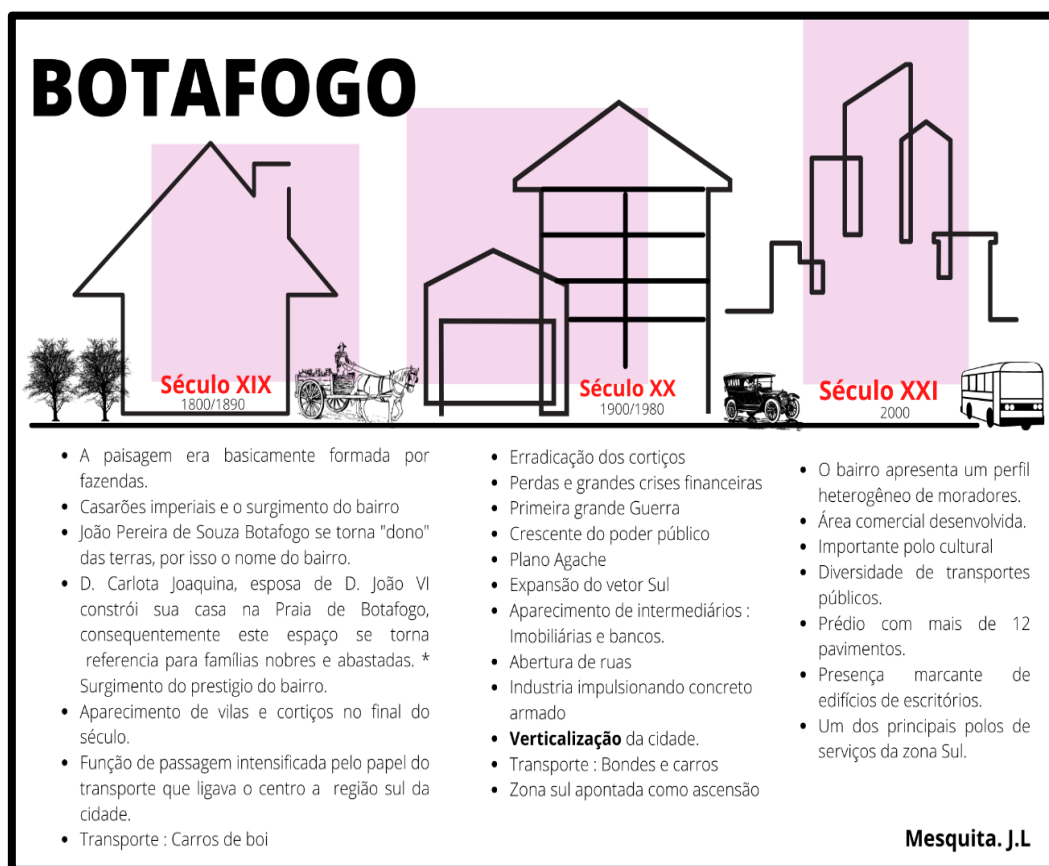 BOTAFOGO
Século XIX
1800/1890
• A paisagem era basicamente formada por
fazendas.
• Casarões imperiais e o surgimento do bairro
• João Pereira de Souza Botafogo se torna "dono"
das terras, por isso o nome do bairro.
• D. Carlota Joaquina, esposa de D. João VI
constrói sua casa na Praia de Botafogo,
consequentemente este espaço se torna
referencia para famílias nobres e abastadas. *
Surgimento do prestigio do bairro.
• Aparecimento de vilas e cortiços no final do
século.
• Função de passagem intensificada pelo papel do
transporte que ligava o centro a região sul da
cidade.
• Transporte : Carros de boi
Século XX
1900/1980
• Erradicação dos cortiços
• Perdas e grandes crises financeiras
• Primeira grande Guerra
• Crescente do poder público
• Plano Agache
• Expansão do vetor Sul
• Aparecimento de intermediários :
Imobiliárias e bancos.
• Abertura de ruas
• Industria impulsionando concreto
armado
• Verticalização da cidade.
• Transporte : Bondes e carros
• Zona sul apontada como ascensão
Século XXI
2000
• O bairro apresenta um perfil
heterogêneo de moradores.
• Área comercial desenvolvida.
• Importante polo cultural
• Diversidade de transportes
públicos.
• Prédio com mais de 12
pavimentos.
• Presença marcante de
edifícios de escritórios.
• Um dos principais polos de
serviços da zona Sul.
Mesquita. J.L